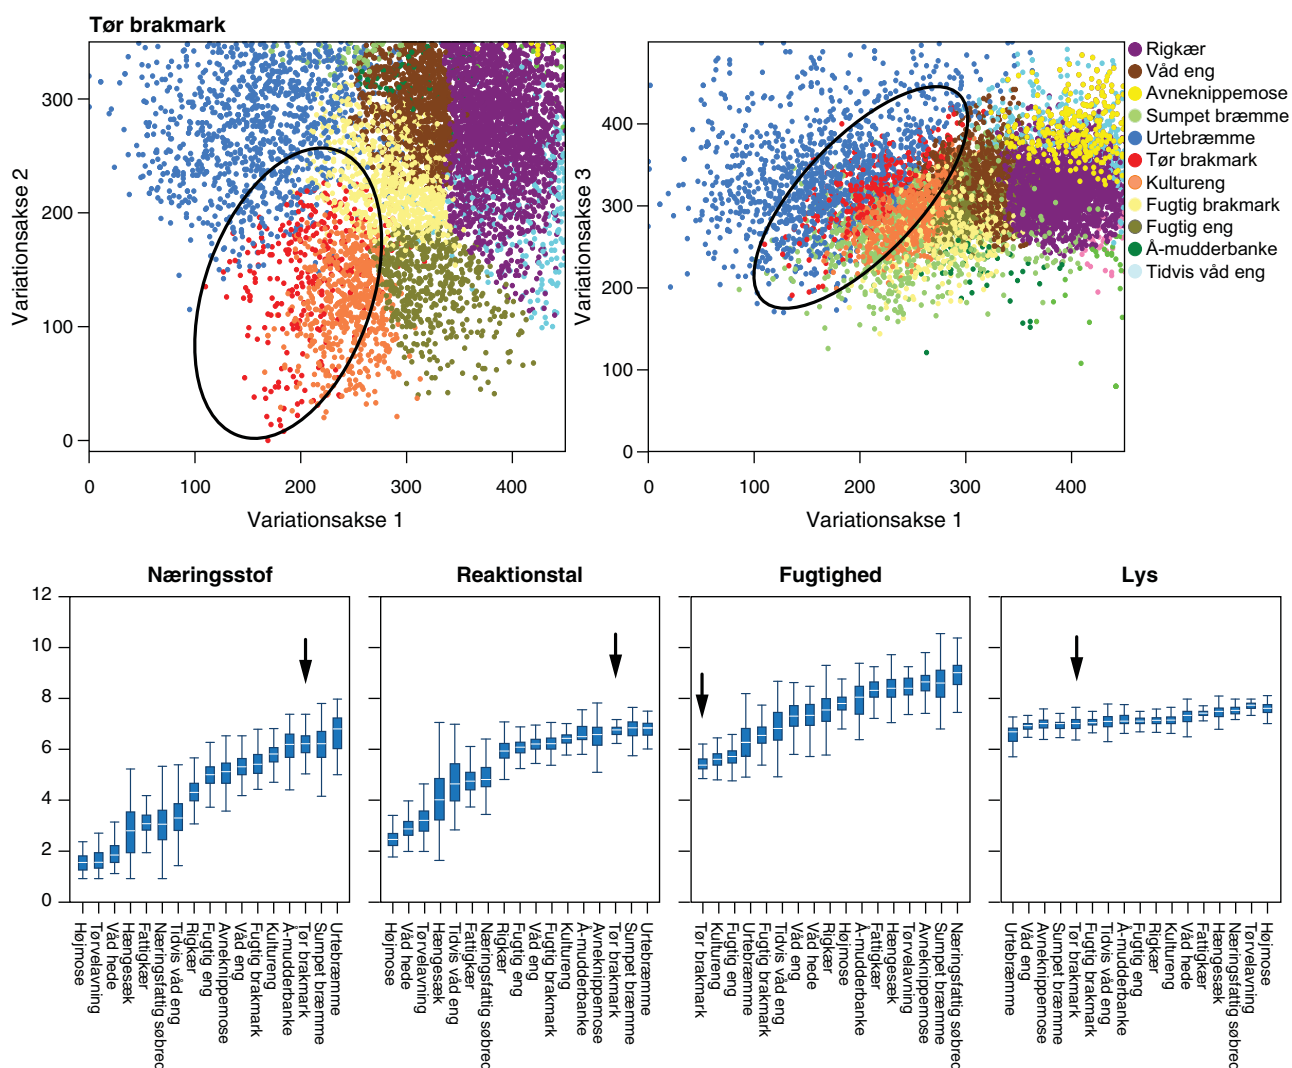 Tør brakmark
Variationsakse 2
300
200
100
0
0
100
200
300
400
Variationsakse 1
Variationsakse 3
400
300
200
100
0
0
100
200
300
400
Variationsakse 1
Rigkær
Våd eng
Avneknippemose
Sumpet bræmme
Urtebræmme
Tør brakmark
Kultureng
Fugtig brakmark
Fugtig eng
Å-mudderbanke
Tidvis våd eng
Næringsstof
Reaktionstal
Fugtighed
Lys
12
10
8
6
4
2
0
Højmose
Tørvelavning
Våd hede
Hængesæk
Fattigkær
Næringsfattig søbred
Tidvis våd eng
Rigkær
Fugtig eng
Avneknippemose
Våd eng
Fugtig brakmark
Kultureng
Å-mudderbanke
Tør brakmark
Sumpet bræmme
Urtebræmme
Højmose
Våd hede
Tørvelavning
Hængesæk
Tidvis våd eng
Fattigkær
Næringsfattig søbred
Rigkær
Fugtig eng
Våd eng
Fugtig brakmark
Kultureng
Å-mudderbanke
Avneknippemose
Tør brakmark
Sumpet bræmme
Urtebræmme
Tør brakmark
Kultureng
Fugtig eng
Urtebræmme
Fugtig brakmark
Tidvis våd eng
Våd eng
Våd hede
Rigkær
Højmose
Å-mudderbanke
Fattigkær
Hængesæk
Tørvelavning
Avneknippemose
Sumpet bræmme
Næringsfattig søbred
Urtebræmme
Våd eng
Avneknippemose
Sumpet bræmme
Tør brakmark
Fugtig brakmark
Tidvis våd eng
Å-mudderbanke
Fugtig eng
Rigkær
Kultureng
Våd hede
Fattigkær
Hængesæk
Næringsfattig søbred
Tørvelavning
Højmose